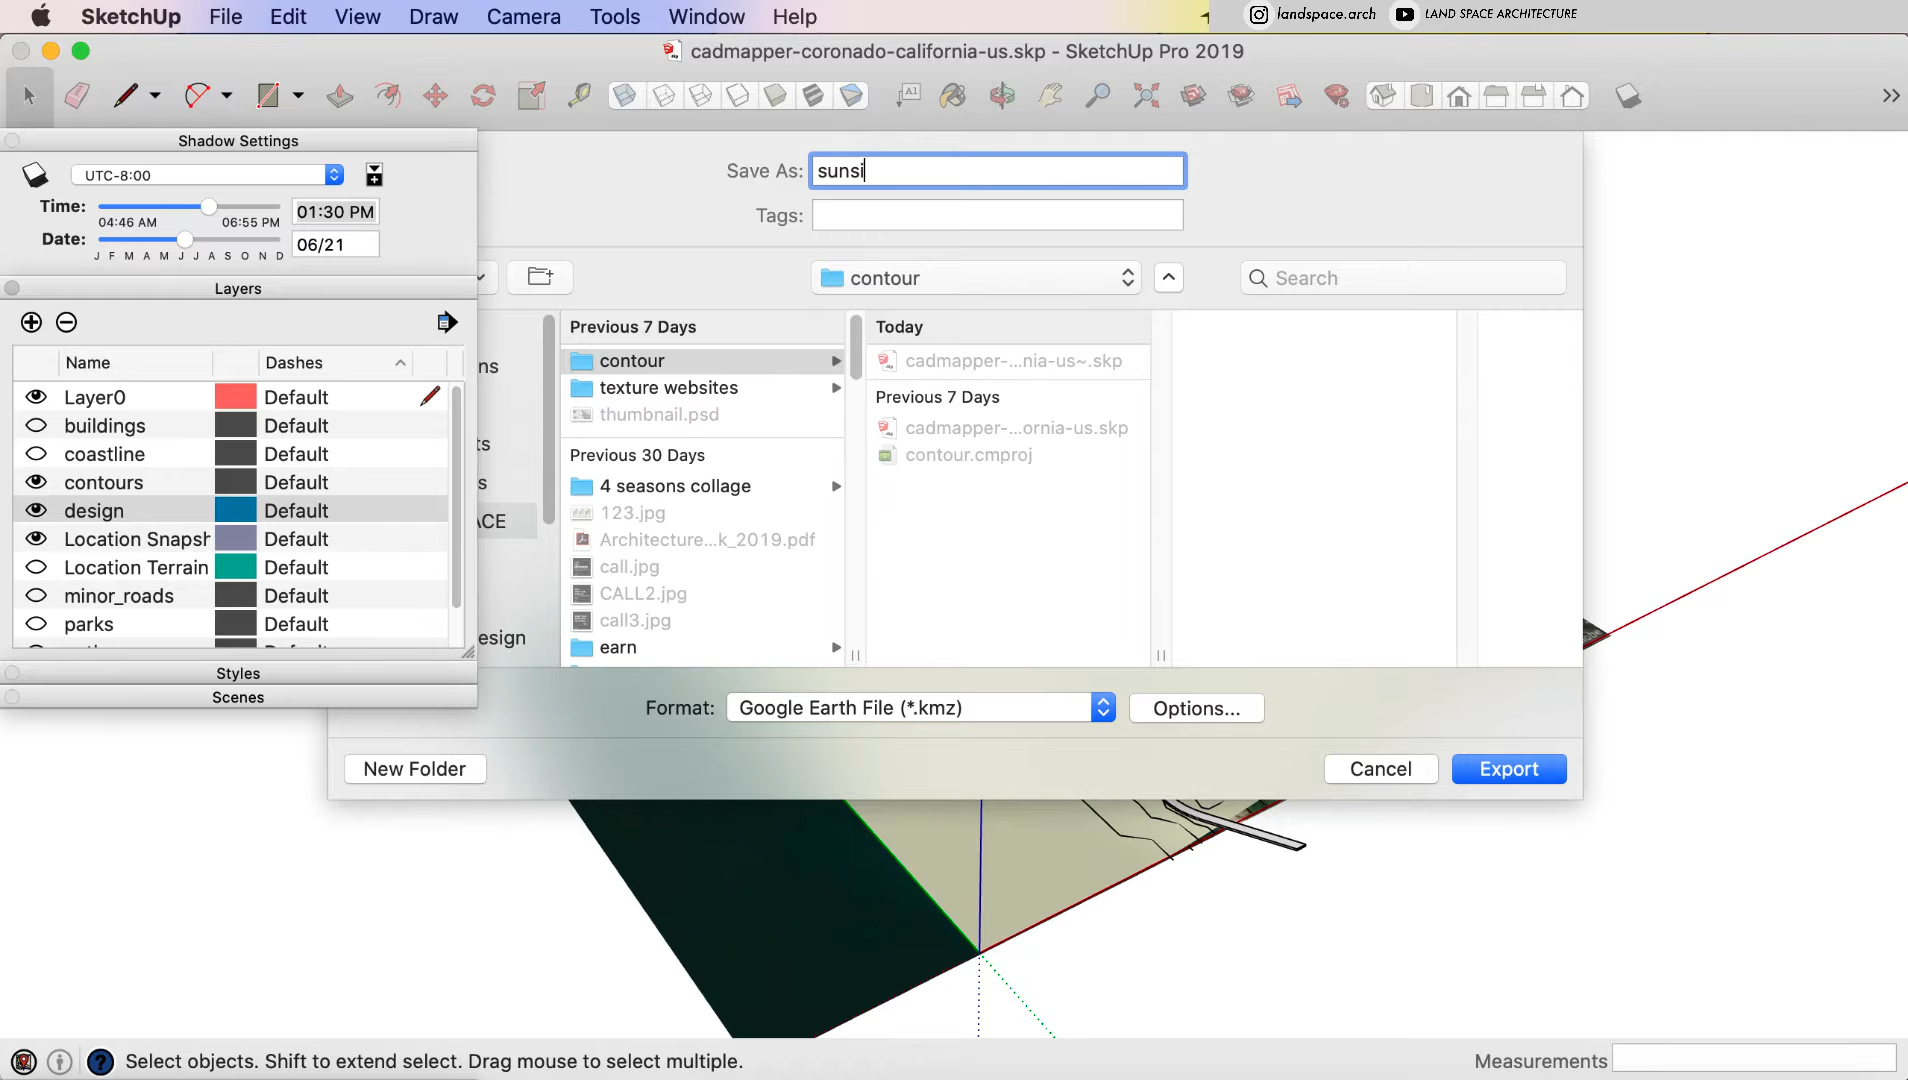 SketchUp File Edit View Draw Camera Tools Window Help
landspace.arch LAND SPACE ARCHITECTURE
cadmapper-coronado-california-us.skp - SketchUp Pro 2019
AI
Shadow Settings
UTC-8:00
Time: 01:30 PM
04:46 AM 06:55 PM
Date: 06/21
J F M A M J J A S O N D
Layers
Name Dashes
Layer0 Default
buildings Default
coastline Default
contours Default
design Default
Location Snapsh Default
Location Terrain Default
minor_roads Default
parks Default
Styles
Scenes
Save As: sunsi
Tags:
contour
Search
ns
ts
s
ACE
esign
Previous 7 Days
contour
texture websites
thumbnail.psd
Previous 30 Days
4 seasons collage
123.jpg
Architecture...k_2019.pdf
call.jpg
CALL2.jpg
call3.jpg
earn
Today
cadmapper-...nia-us~.skp
Previous 7 Days
cadmapper-...ornia-us.skp
contour.cmproj
Format: Google Earth File (*.kmz) Options...
New Folder Cancel Export
Select objects. Shift to extend select. Drag mouse to select multiple.
Measurements